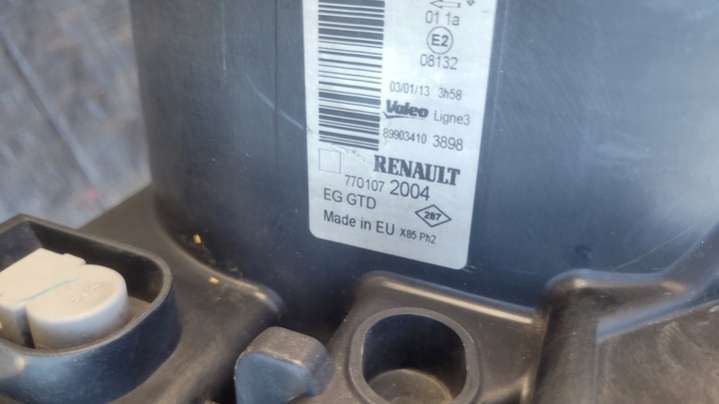 01 1a
E2
08132
03/01/13 3h58
Valeo Ligne3
89903410 3898
RENAULT
770107 2004
EG GTD
287
Made in EU X85 Ph2